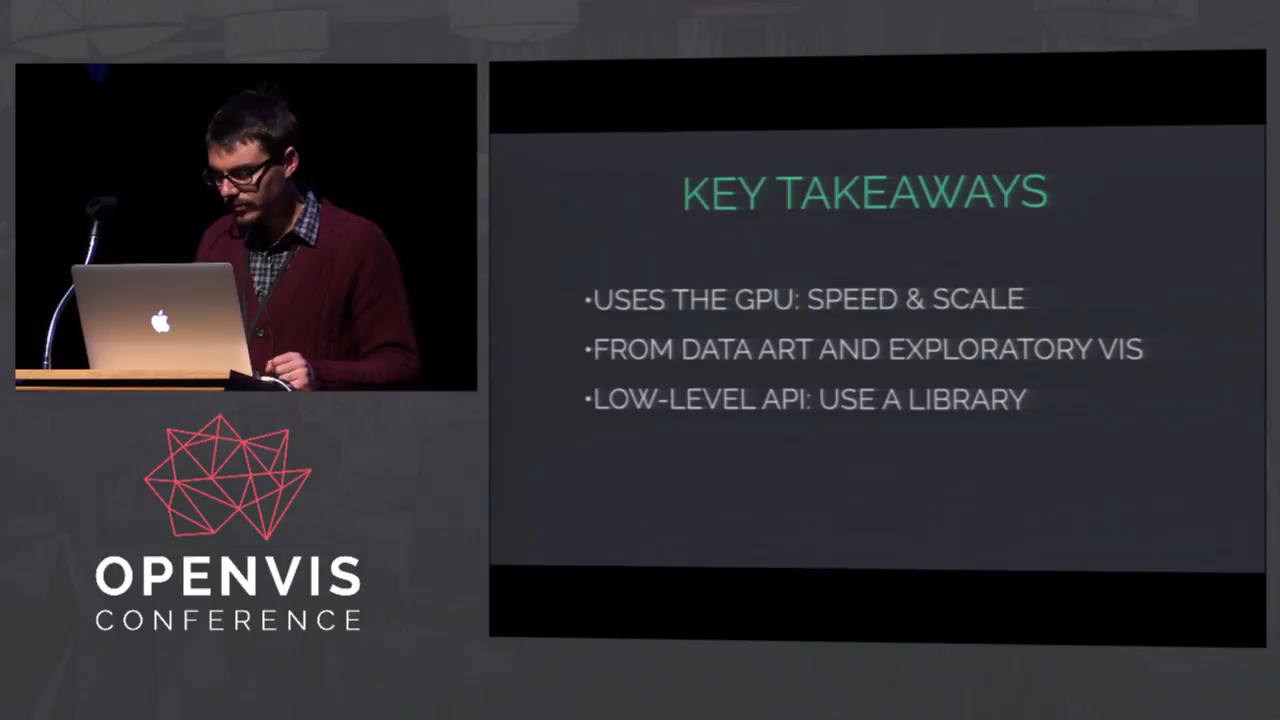 KEY TAKEAWAYS
•USES THE GPU: SPEED & SCALE
•FROM DATA ART AND EXPLORATORY VIS
•LOW-LEVEL API: USE A LIBRARY
OPENVIS
CONFERENCE